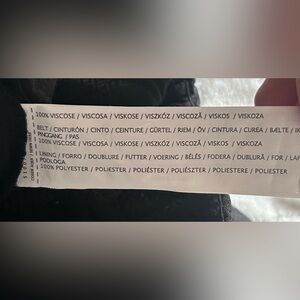 100% VISCOSE / VISCOSA / VISKOSE / VISZKÓZ / VISCOZĂ / VISKOS / VISKOZA
BELT / CINTURÓN / CINTO / CEINTURE / GÜRTEL / RIEM / ÖV / CINTURA / CUREA / BÆLTE /
PINGGANG / PAS
100% VISCOSE / VISCOSA / VISKOSE / VISZKÓZ / VISCOZĂ / VISKOS / VISKOZA
LINING / FORRO / DOUBLURE / FUTTER / VOERING / BÉLÉS / FODERA / DUBLURĂ / FOR /
PODLOGA
100% POLYESTER / POLIESTER / POLIÉSTER / POLIÉSZTER / POLIESTERE / POLIESTER